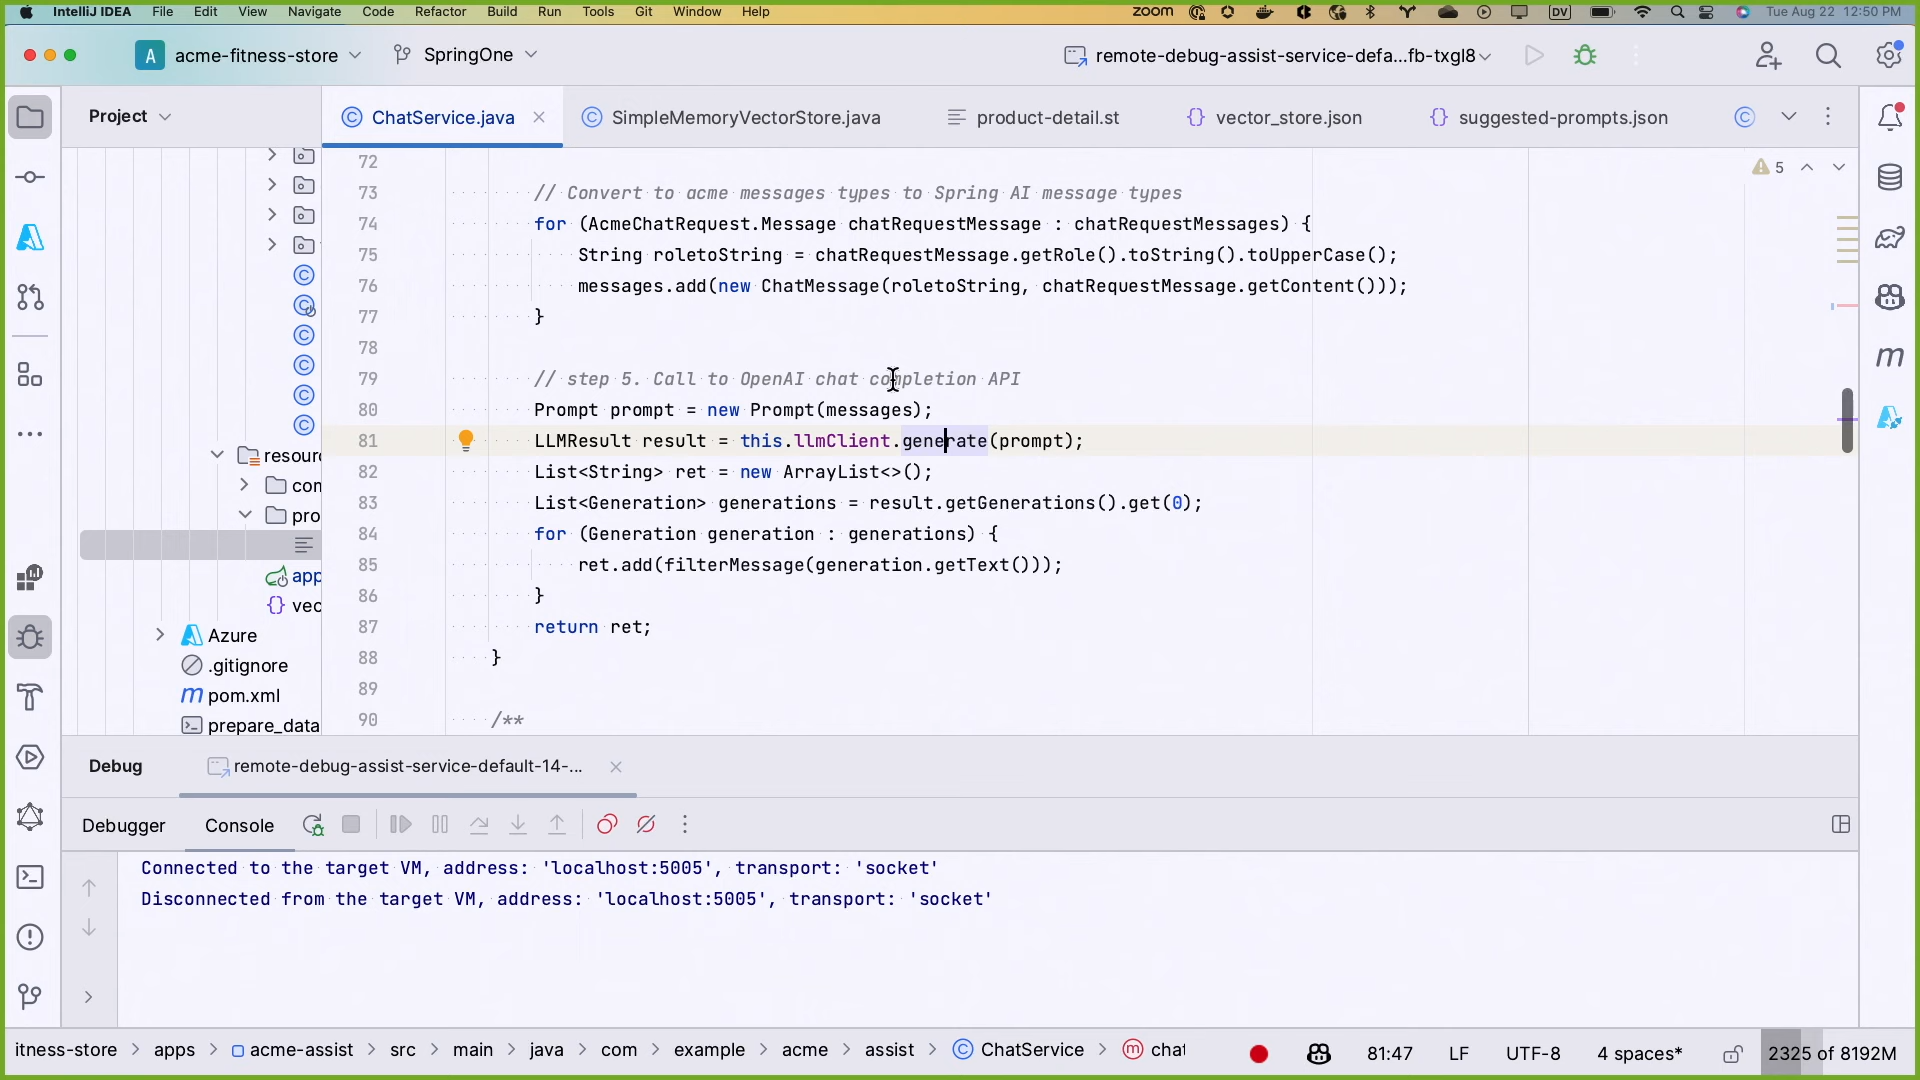 IntelliJ IDEA File Edit View Navigate Code Refactor Build Run Tools Git Window Help zoom DV Tue Aug 22 12:50 PM
A acme-fitness-store SpringOne remote-debug-assist-service-defa...fb-txgl8
Project ChatService.java SimpleMemoryVectorStore.java product-detail.st vector_store.json suggested-prompts.json
72
5
73 // Convert to acme messages types to Spring AI message types
74 for (AcmeChatRequest.Message chatRequestMessage : chatRequestMessages) {
75 String roletoString = chatRequestMessage.getRole().toString().toUpperCase();
76 messages.add(new ChatMessage(roletoString, chatRequestMessage.getContent()));
77 }
78
79 // step 5. Call to OpenAI chat completion API
80 Prompt prompt = new Prompt(messages);
81 LLMResult result = this.llmClient.generate(prompt);
82 List<String> ret = new ArrayList<>();
83 List<Generation> generations = result.getGenerations().get(0);
84 for (Generation generation : generations) {
85 ret.add(filterMessage(generation.getText()));
86 }
87 return ret;
88 }
89
90 /**
resourc
con
pro
app
vec
Azure
.gitignore
pom.xml
prepare_data
Debug remote-debug-assist-service-default-14-...
Debugger Console
Connected to the target VM, address: 'localhost:5005', transport: 'socket'
Disconnected from the target VM, address: 'localhost:5005', transport: 'socket'
itness-store > apps > acme-assist > src > main > java > com > example > acme > assist > ChatService > chat 81:47 LF UTF-8 4 spaces* 2325 of 8192M